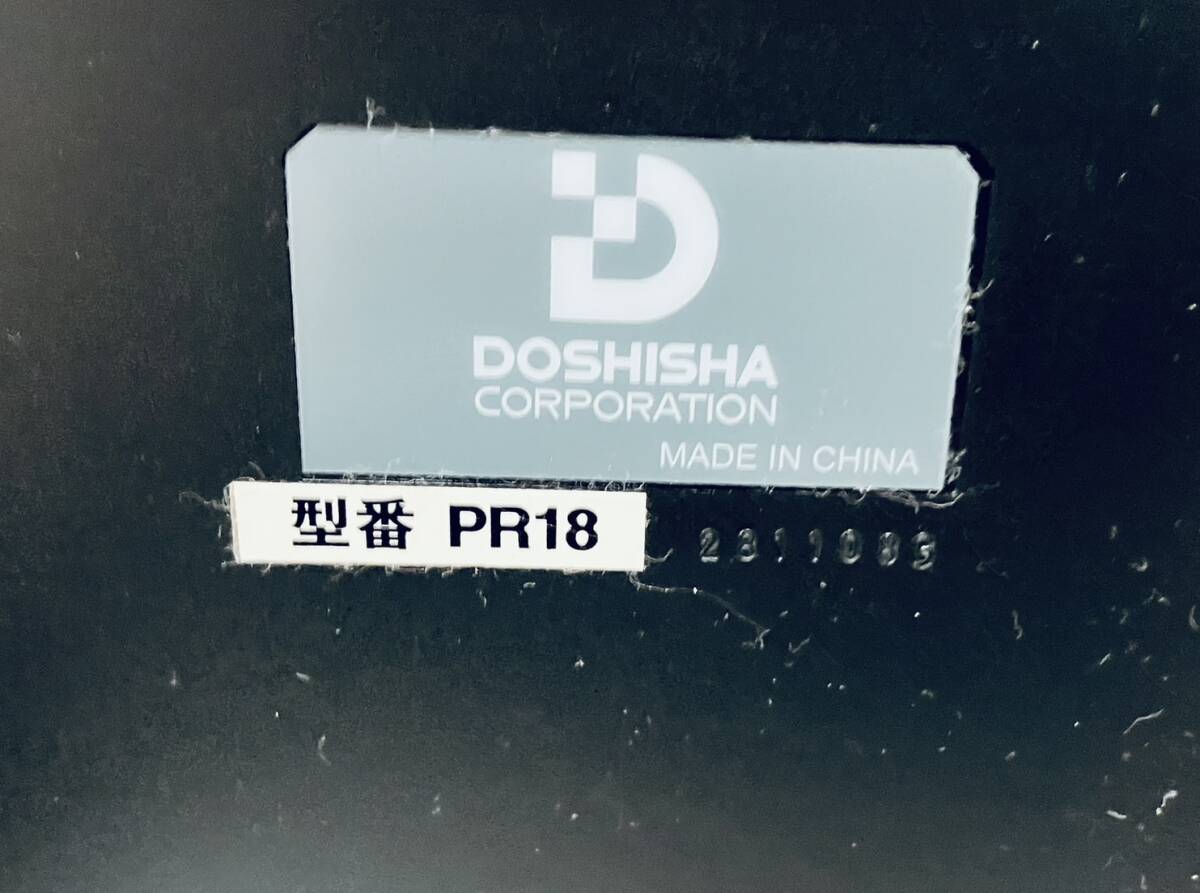 DOSHISHA
CORPORATION
MADE IN CHINA
型番 PR18